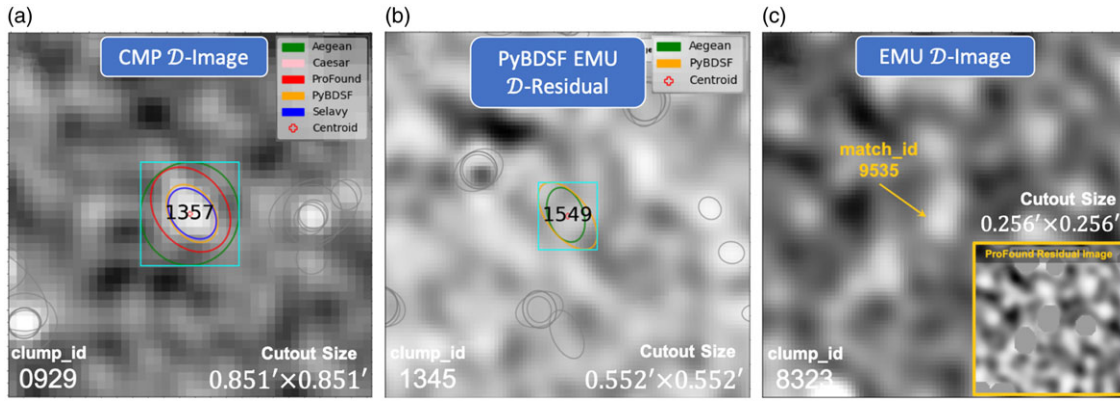 (a)
CMP 𝒟-Image
Aegean
Caesar
ProFound
PyBDSF
Selavy
Centroid
1357
clump_id
0929
Cutout Size
0.851′×0.851′
(b)
PyBDSF EMU
𝒟-Residual
Aegean
PyBDSF
Centroid
1549
clump_id
1345
Cutout Size
0.552′×0.552′
(c)
EMU 𝒟-Image
match_id
9535
Cutout Size
0.256′×0.256′
ProFound Residual Image
clump_id
8323